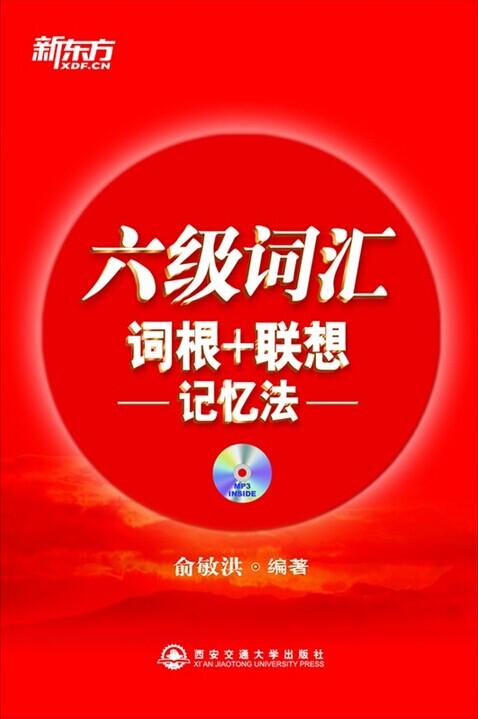 新东方
XDF.CN
六级词汇
词根+联想
记忆法
MP3
INSIDE
俞敏洪⊙编著
西安交通大学出版社
XI'AN JIAOTONG UNIVERSITY PRESS